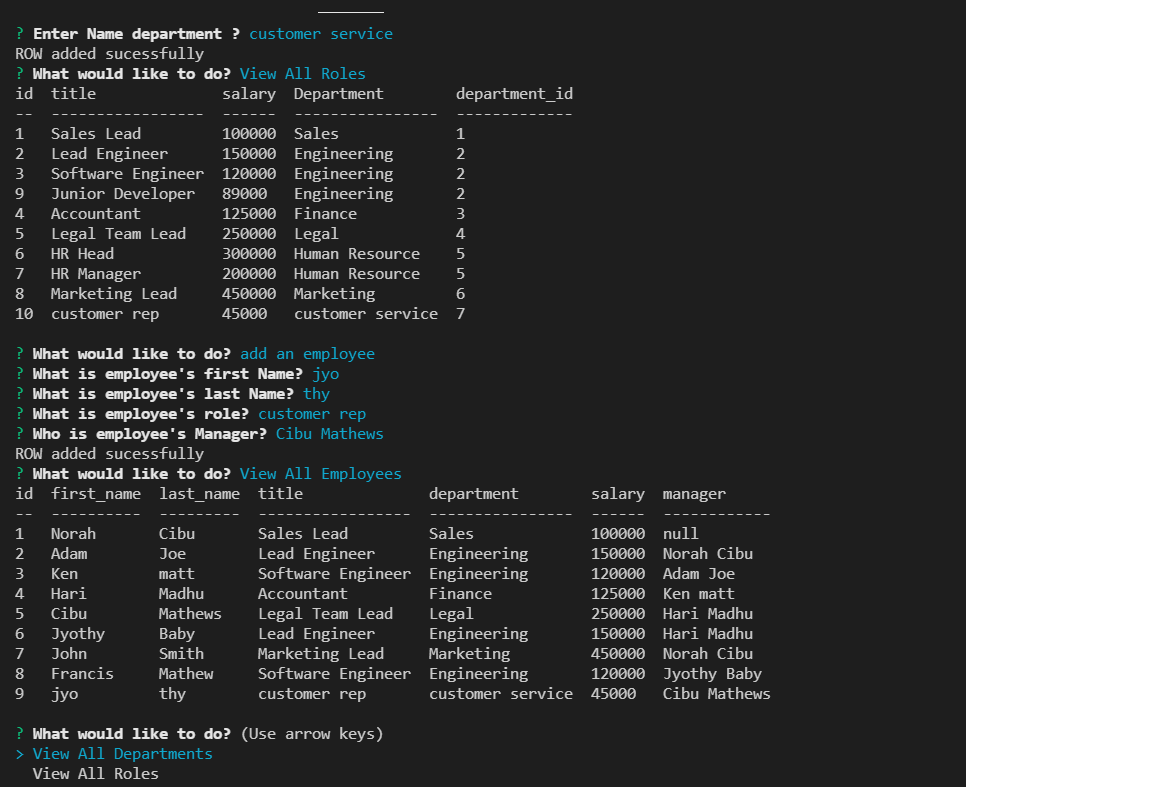 ? Enter Name department ? customer service
ROW added sucessfully
? What would like to do? View All Roles
id  title              salary  Department        department_id
--  -----------------  ------  ----------------  -------------
1   Sales Lead         100000  Sales             1
2   Lead Engineer      150000  Engineering       2
3   Software Engineer  120000  Engineering       2
9   Junior Developer   89000   Engineering       2
4   Accountant         125000  Finance           3
5   Legal Team Lead    250000  Legal             4
6   HR Head            300000  Human Resource    5
7   HR Manager         200000  Human Resource    5
8   Marketing Lead     450000  Marketing         6
10  customer rep       45000   customer service  7
? What would like to do? add an employee
? What is employee's first Name? jyo
? What is employee's last Name? thy
? What is employee's role? customer rep
? Who is employee's Manager? Cibu Mathews
ROW added sucessfully
? What would like to do? View All Employees
id  first_name  last_name  title              department        salary  manager
--  ----------  ---------  -----------------  ----------------  ------  ------------
1   Norah       Cibu       Sales Lead         Sales             100000  null
2   Adam        Joe        Lead Engineer      Engineering       150000  Norah Cibu
3   Ken         matt       Software Engineer  Engineering       120000  Adam Joe
4   Hari        Madhu      Accountant         Finance           125000  Ken matt
5   Cibu        Mathews    Legal Team Lead    Legal             250000  Hari Madhu
6   Jyothy      Baby       Lead Engineer      Engineering       150000  Hari Madhu
7   John        Smith      Marketing Lead     Marketing         450000  Norah Cibu
8   Francis     Mathew     Software Engineer  Engineering       120000  Jyothy Baby
9   jyo         thy        customer rep       customer service  45000   Cibu Mathews
? What would like to do? (Use arrow keys)
> View All Departments
  View All Roles